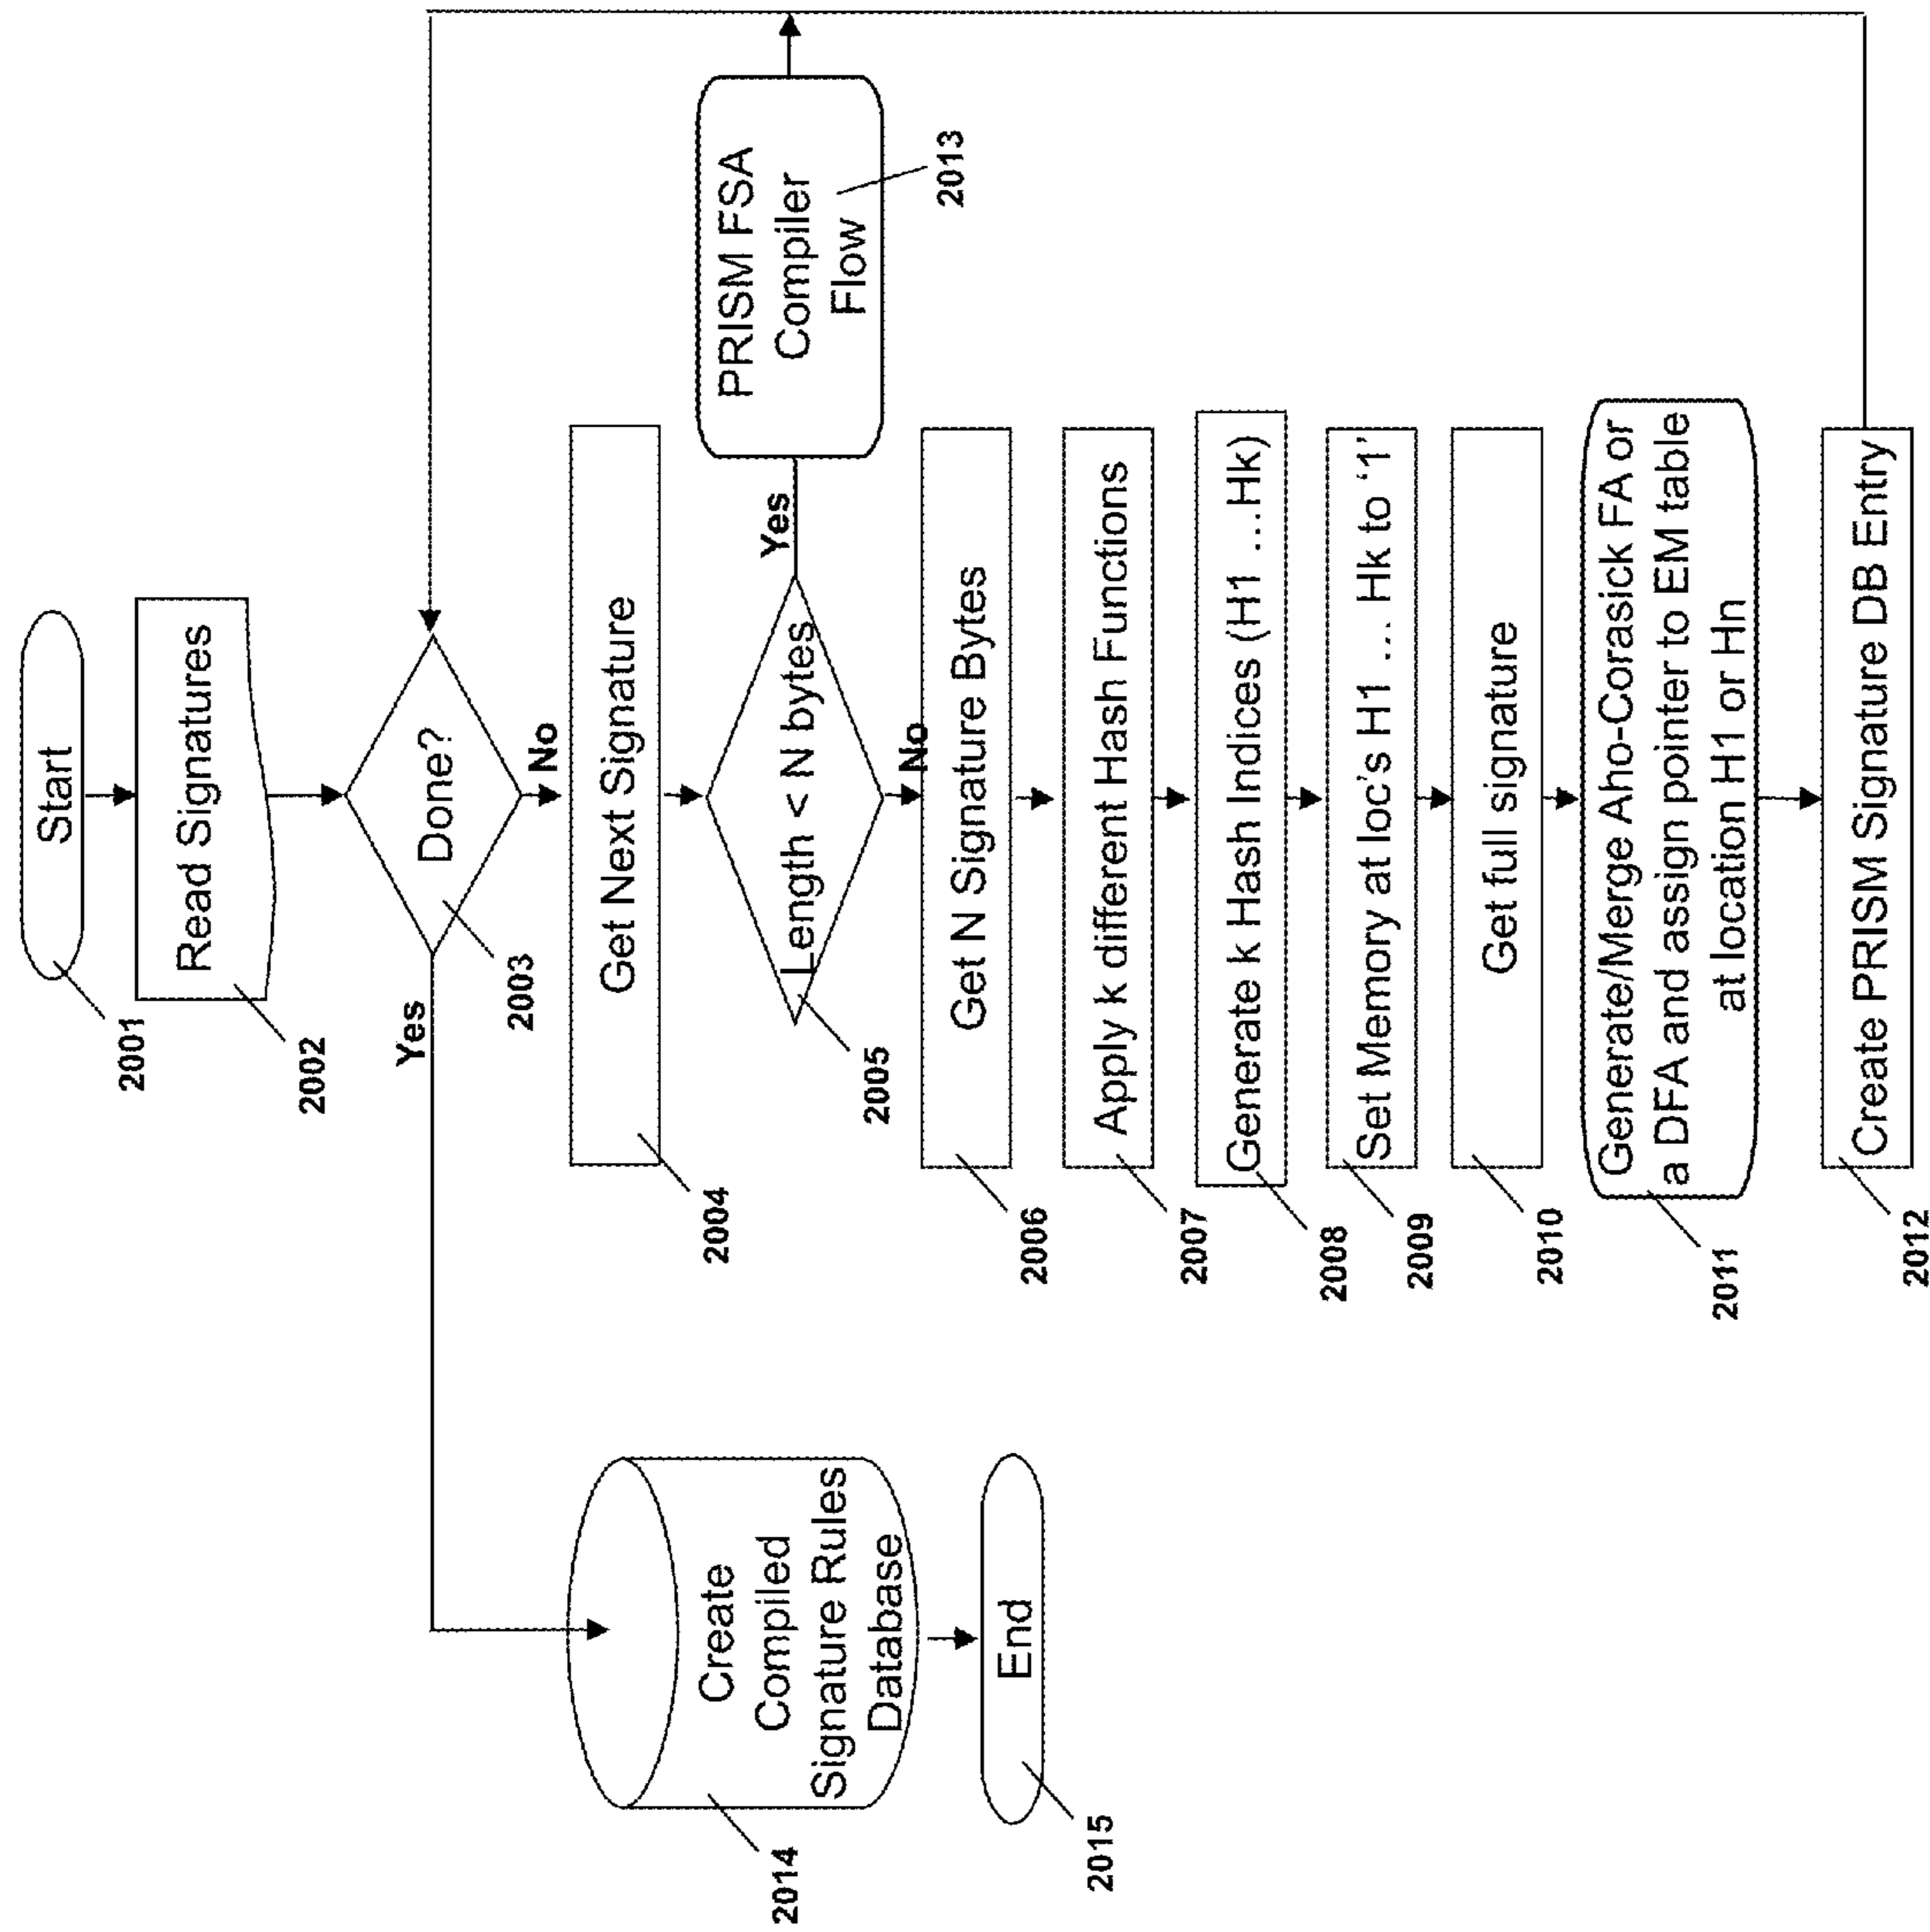 Start
2001
Read Signatures
2002
Done?
2003
Yes
No
Get Next Signature
2004
Length < N bytes
2005
Yes
No
PRISM FSA
Compiler
Flow
2013
Get N Signature Bytes
2006
Apply k different Hash Functions
2007
Generate k Hash Indices (H1 ...Hk)
2008
Set Memory at loc's H1 ... Hk to '1'
2009
Get full signature
2010
Generate/Merge Aho-Corasick FA or
a DFA and assign pointer to EM table
at location H1 or Hn
2011
Create PRISM Signature DB Entry
2012
Create
Compiled
Signature Rules
Database
2014
End
2015